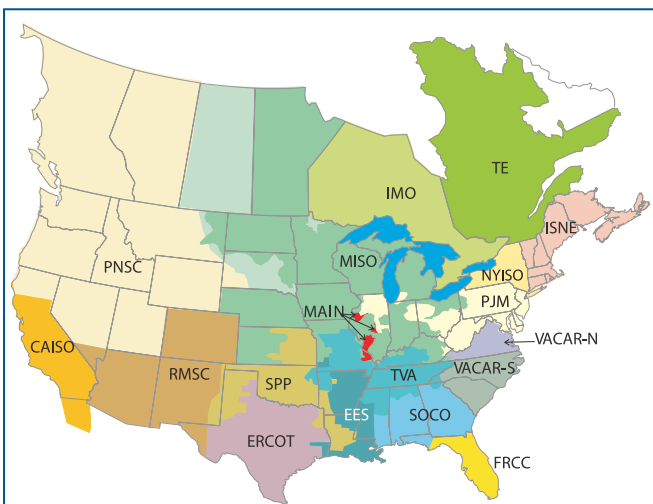 TE
IMO
ISNE
MISO
NYISO
PNSC
PJM
MAIN
VACAR-N
CAISO
VACAR-S
RMSC
TVA
SPP
EES
SOCO
ERCOT
FRCC